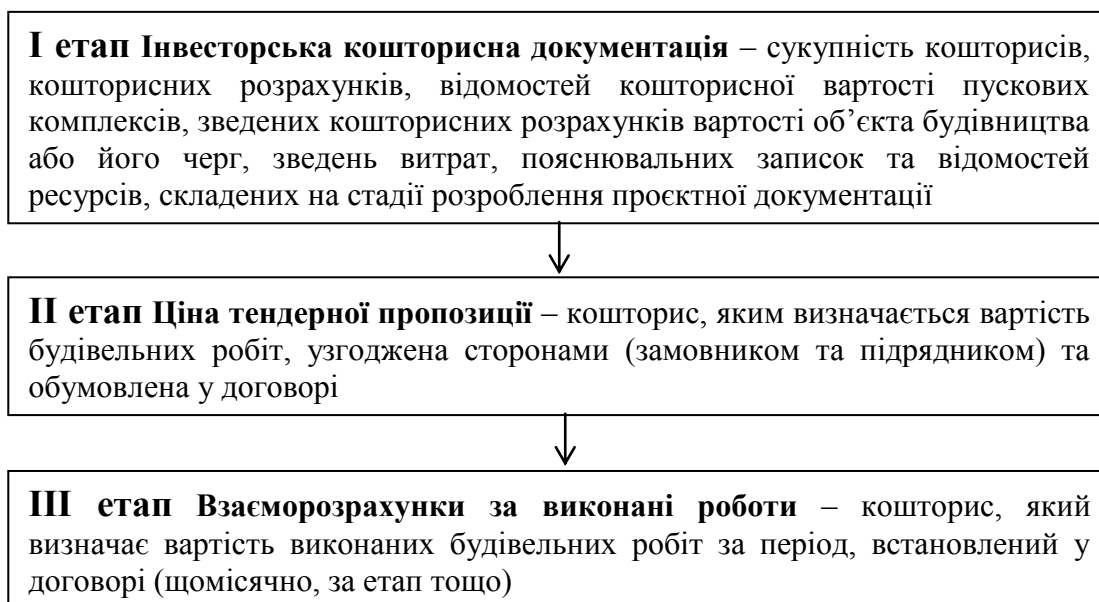 І етап Інвесторська кошторисна документація – сукупність кошторисів,
кошторисних розрахунків, відомостей кошторисної вартості пускових
комплексів, зведених кошторисних розрахунків вартості об’єкта будівництва
або його черг, зведень витрат, пояснювальних записок та відомостей
ресурсів, складених на стадії розроблення проєктної документації
ІІ етап Ціна тендерної пропозиції – кошторис, яким визначається вартість
будівельних робіт, узгоджена сторонами (замовником та підрядником) та
обумовлена у договорі
ІІІ етап Взаєморозрахунки за виконані роботи – кошторис, який
визначає вартість виконаних будівельних робіт за період, встановлений у
договорі (щомісячно, за етап тощо)